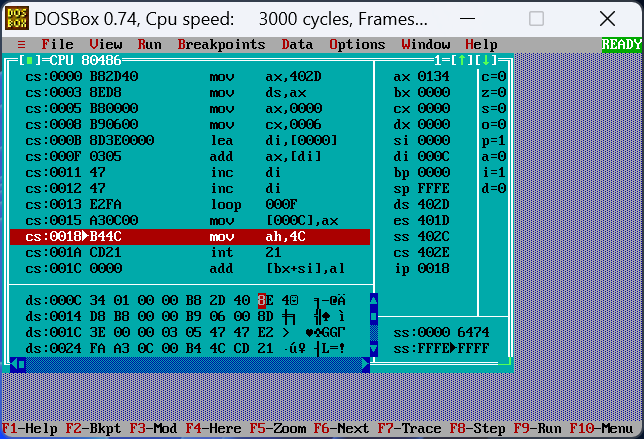 DOS BOX DOSBox 0.74, Cpu speed: 3000 cycles, Frames...
≡ File View Run Breakpoints Data Options Window Help READY
[■]=CPU 80486 1=[↑][↓]
cs:0000 B82D40 mov ax,402D ax 0134 c=0
cs:0003 8ED8 mov ds,ax bx 0000 z=0
cs:0005 B80000 mov ax,0000 cx 0000 s=0
cs:0008 B90600 mov cx,0006 dx 0000 o=0
cs:000B 8D3E0000 lea di,[0000] si 0000 p=1
cs:000F 0305 add ax,[di] di 000C a=0
cs:0011 47 inc di bp 0000 i=1
cs:0012 47 inc di sp FFFE d=0
cs:0013 E2FA loop 000F ds 402D
cs:0015 A30C00 mov [000C],ax es 401D
cs:0018►B44C mov ah,4C ss 402C
cs:001A CD21 int 21 cs 402E
cs:001C 0000 add [bx+si],al ip 0018
ds:000C 34 01 00 00 B8 2D 40 8E 4☺ ╕-@Ä
ds:0014 D8 B8 00 00 B9 06 00 8D ╪╕ ╣♠ ì
ds:001C 3E 00 00 03 05 47 47 E2 > ♥♣GGΓ ss:0000 6474
ds:0024 FA A3 0C 00 B4 4C CD 21 ·ú♀ ┤L=! ss:FFFE►FFFF
F1-Help F2-Bkpt F3-Mod F4-Here F5-Zoom F6-Next F7-Trace F8-Step F9-Run F10-Menu